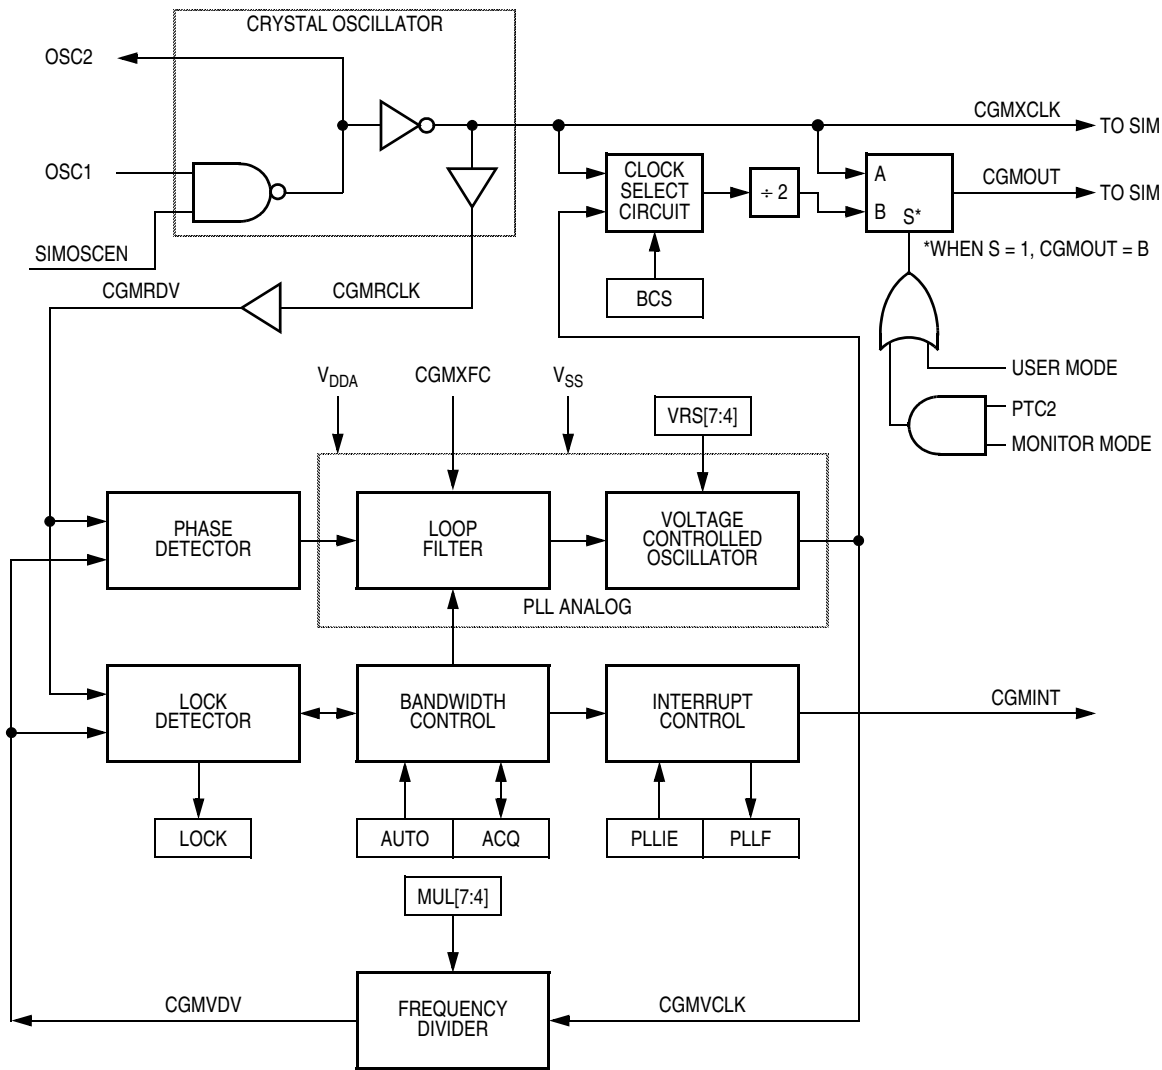 CRYSTAL OSCILLATOR
OSC2
CGMXCLK
TO SIM
OSC1
CLOCK
SELECT
CIRCUIT
÷ 2
A
B
S*
CGMOUT
TO SIM
SIMOSCEN
*WHEN S = 1, CGMOUT = B
CGMRDV
CGMRCLK
BCS
VDDA
CGMXFC
VSS
USER MODE
VRS[7:4]
PTC2
MONITOR MODE
PHASE
DETECTOR
LOOP
FILTER
VOLTAGE
CONTROLLED
OSCILLATOR
PLL ANALOG
LOCK
DETECTOR
BANDWIDTH
CONTROL
INTERRUPT
CONTROL
CGMINT
LOCK
AUTO
ACQ
PLLIE
PLLF
MUL[7:4]
CGMVDV
FREQUENCY
DIVIDER
CGMVCLK